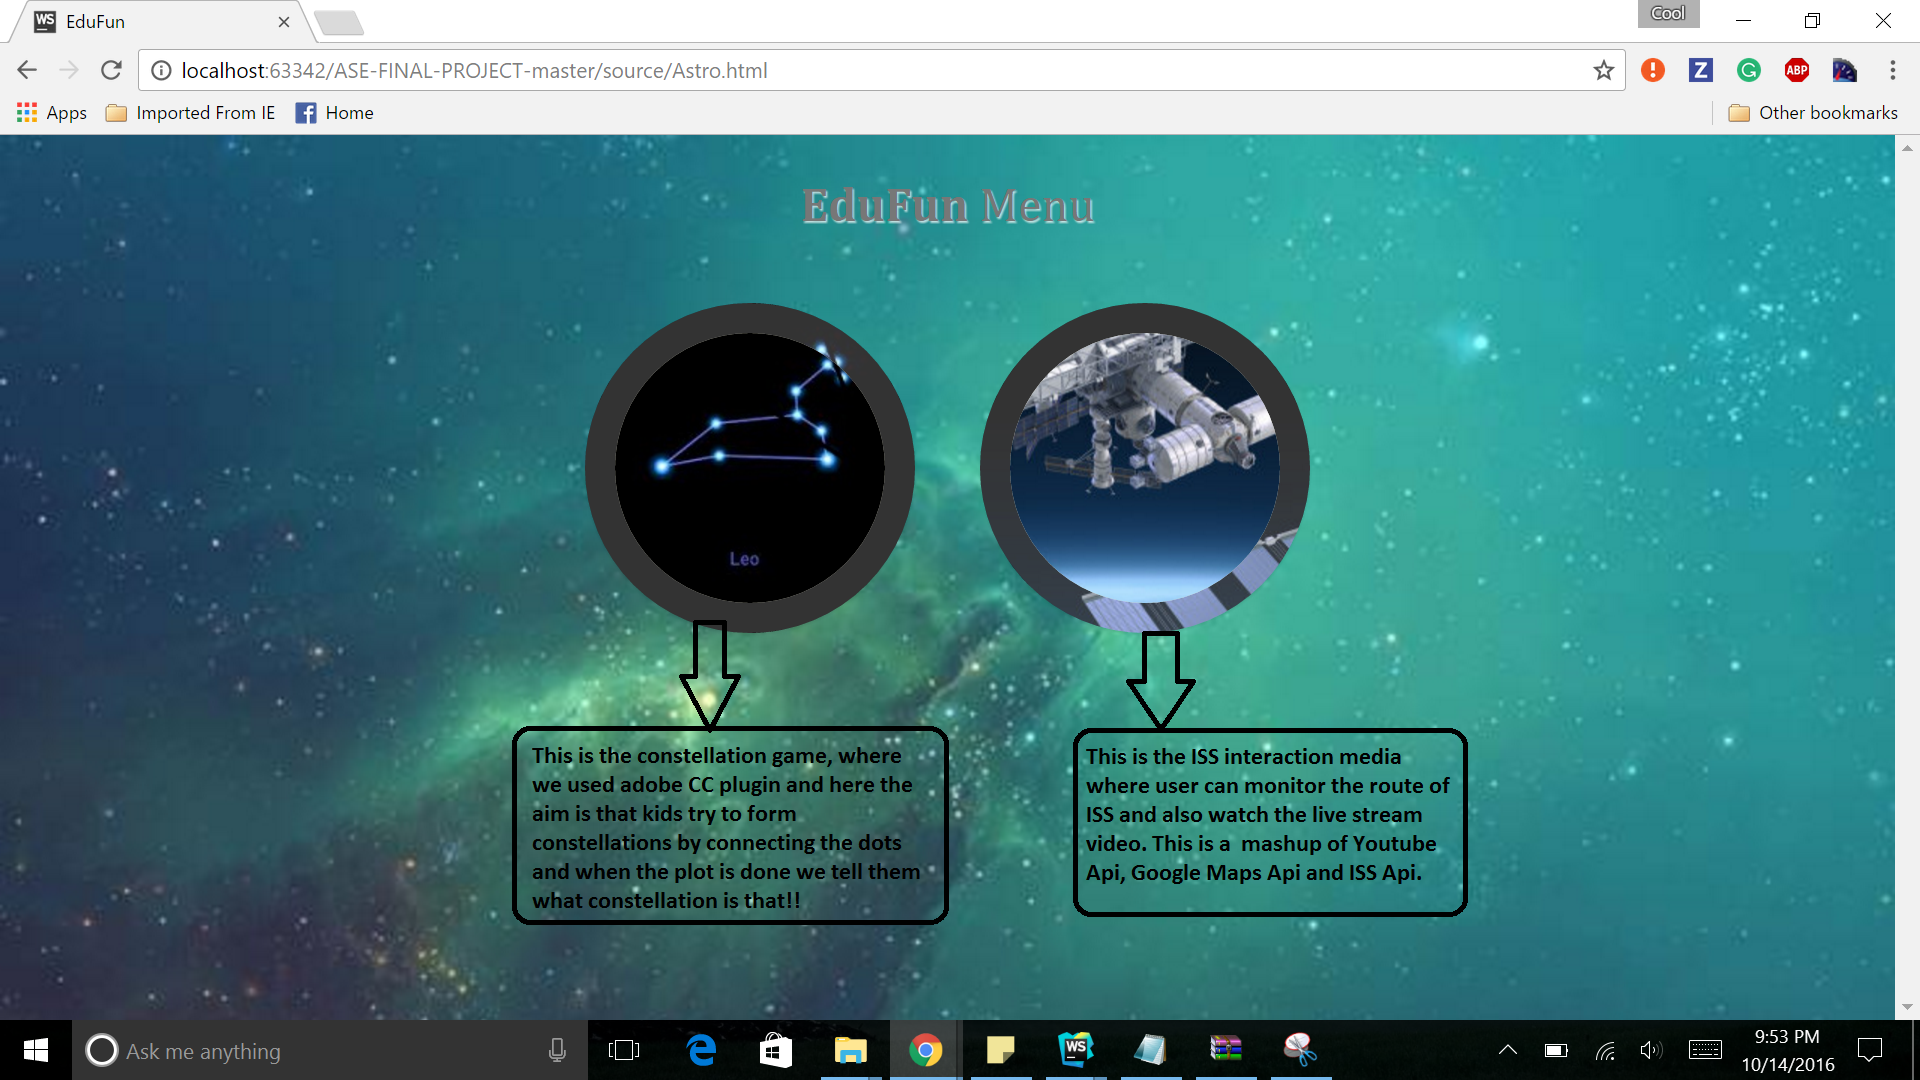 WS EduFun
Cool
localhost:63342/ASE-FINAL-PROJECT-master/source/Astro.html
Z
G
ABP
Apps
Imported From IE
f Home
Other bookmarks
EduFun Menu
Leo
This is the constellation game, where
we used adobe CC plugin and here the
aim is that kids try to form
constellations by connecting the dots
and when the plot is done we tell them
what constellation is that!!
This is the ISS interaction media
where user can monitor the route of
ISS and also watch the live stream
video. This is a  mashup of Youtube
Api, Google Maps Api and ISS Api.
Ask me anything
WS
9:53 PM
10/14/2016